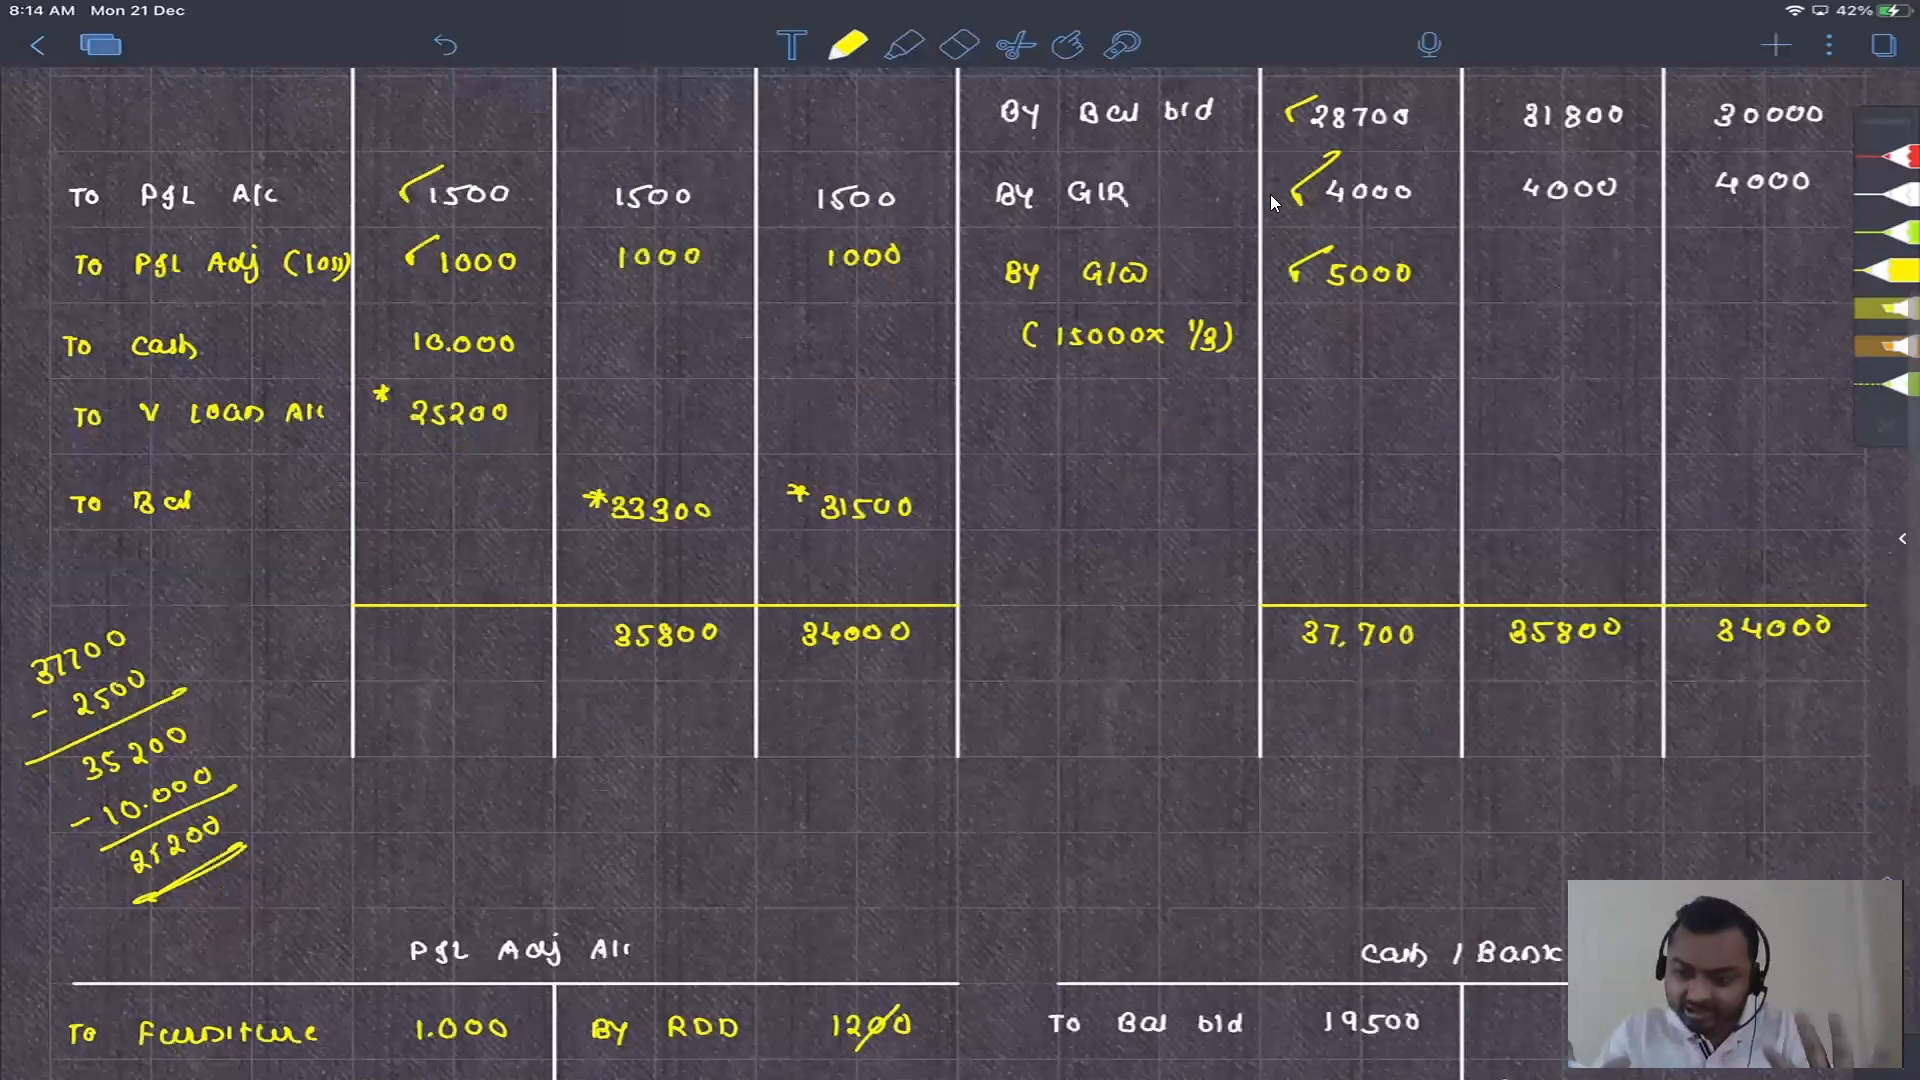 8:14 AM Mon 21 Dec 42%
By Bal b/d 28700 31800 30000
To P&L A/c 1500 1500 1500 By G/R 4000 4000 4000
To P&L Adj (loss) 1000 1000 1000 By G/W 5000
(15000x 1/3)
To Cash 10.000
To V Loan A/c * 25200
To Bal *33300 * 31500
35800 34000 37,700 35800 34000
37700
- 2500
35200
- 10.000
25200
P&L Adj A/c Cash / Bank
To Furniture 1.000 By RDD 1200 To Bal b/d 19500